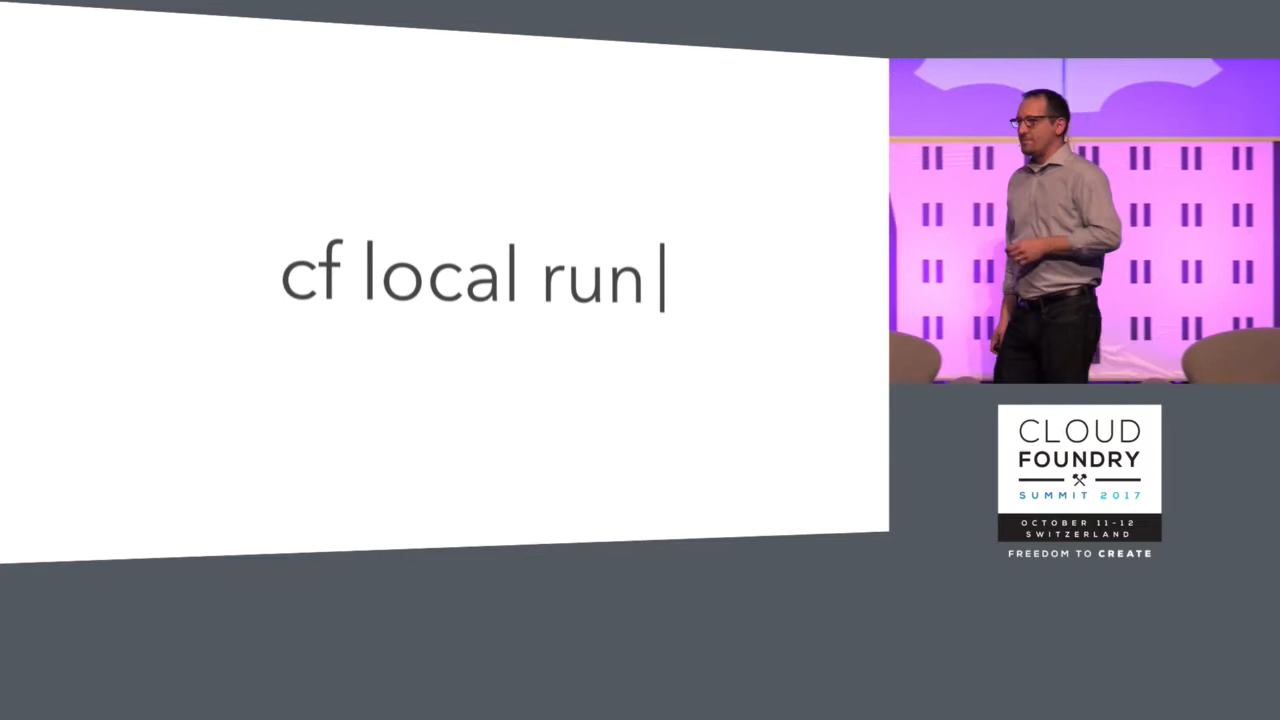 cf local run|
CLOUD
FOUNDRY
SUMMIT 2017
OCTOBER 11-12
SWITZERLAND
FREEDOM TO CREATE